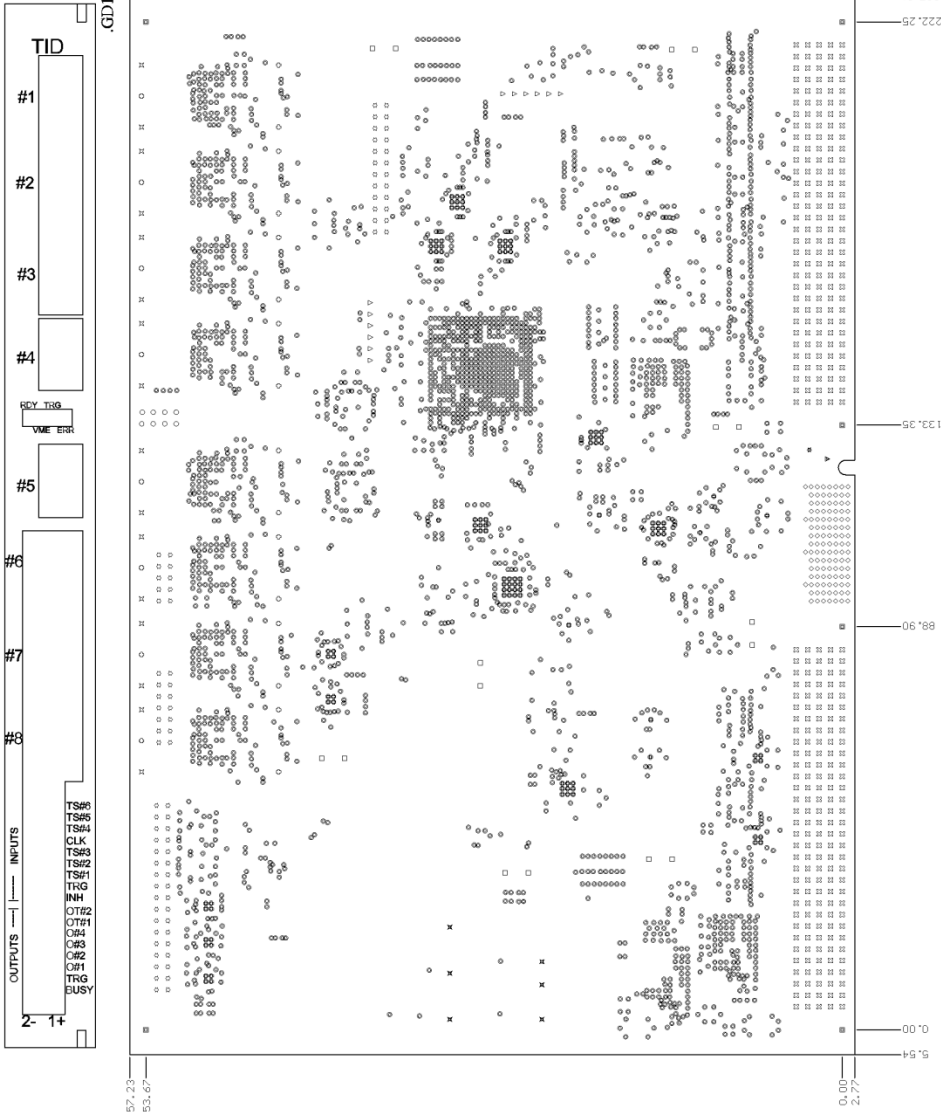 TID
#1
#2
#3
#4
RDY TRG
VME ERR
#5
#6
#7
#8
TS#6
TS#5
TS#4
CLK
TS#3
TS#2
TS#1
TRG
INH
OT#2
OT#1
O#4
O#3
O#2
O#1
TRG
BUSY
OUTPUTS ----|------ INPUTS
2- 1+
222.25
133.35
88.90
0.00
5.54
57.23
53.67
0.00
2.77